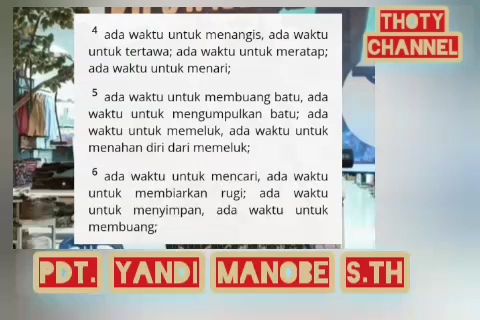 4 ada waktu untuk menangis, ada waktu
untuk tertawa; ada waktu untuk meratap;
ada waktu untuk menari;
5 ada waktu untuk membuang batu, ada
waktu untuk mengumpulkan batu; ada
waktu untuk memeluk, ada waktu untuk
menahan diri dari memeluk;
6 ada waktu untuk mencari, ada waktu
untuk membiarkan rugi; ada waktu
untuk menyimpan, ada waktu untuk
membuang;
THOTY
CHANNEL
PDT. YANDI MANOBE S.TH